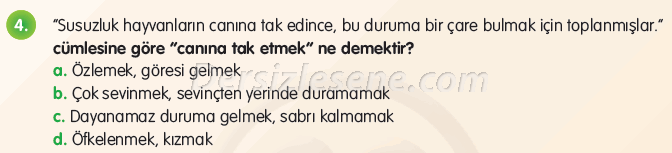 4. "Susuzluk hayvanların canına tak edince, bu duruma bir çare bulmak için toplanmışlar."
cümlesine göre "canına tak etmek" ne demektir?
a. Özlemek, göresi gelmek
b. Çok sevinmek, sevinçten yerinde duramamak
c. Dayanamaz duruma gelmek, sabrı kalmamak
d. Öfkelenmek, kızmak
Dersizlesene.com